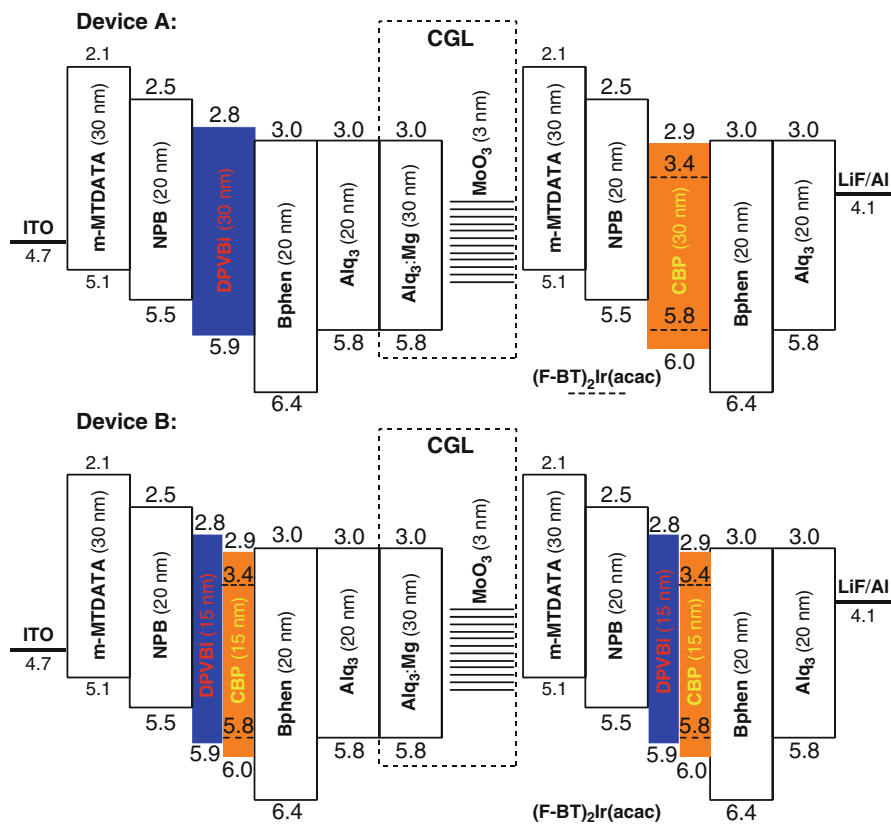 Device A:
CGL
2.1
2.5
2.8
3.0
3.0
3.0
2.1
2.5
2.9
3.4
3.0
3.0
m-MTDATA (30 nm)
NPB (20 nm)
DPVBi (30 nm)
Bphen (20 nm)
Alq3 (20 nm)
Alq3:Mg (30 nm)
MoO3 (3 nm)
m-MTDATA (30 nm)
NPB (20 nm)
CBP (30 nm)
Bphen (20 nm)
Alq3 (20 nm)
LiF/Al
4.1
ITO
4.7
5.1
5.5
5.9
6.4
5.8
5.8
5.1
5.5
5.8
6.0
6.4
5.8
(F-BT)2Ir(acac)
Device B:
CGL
2.1
2.5
2.8
2.9
3.4
3.0
3.0
3.0
2.1
2.5
2.8
2.9
3.4
3.0
3.0
m-MTDATA (30 nm)
NPB (20 nm)
DPVBi (15 nm)
CBP (15 nm)
Bphen (20 nm)
Alq3 (20 nm)
Alq3:Mg (30 nm)
MoO3 (3 nm)
m-MTDATA (30 nm)
NPB (20 nm)
DPVBi (15 nm)
CBP (15 nm)
Bphen (20 nm)
Alq3 (20 nm)
LiF/Al
4.1
ITO
4.7
5.1
5.5
5.9
5.8
6.0
6.4
5.8
5.8
5.1
5.5
5.9
5.8
6.0
6.4
5.8
(F-BT)2Ir(acac)